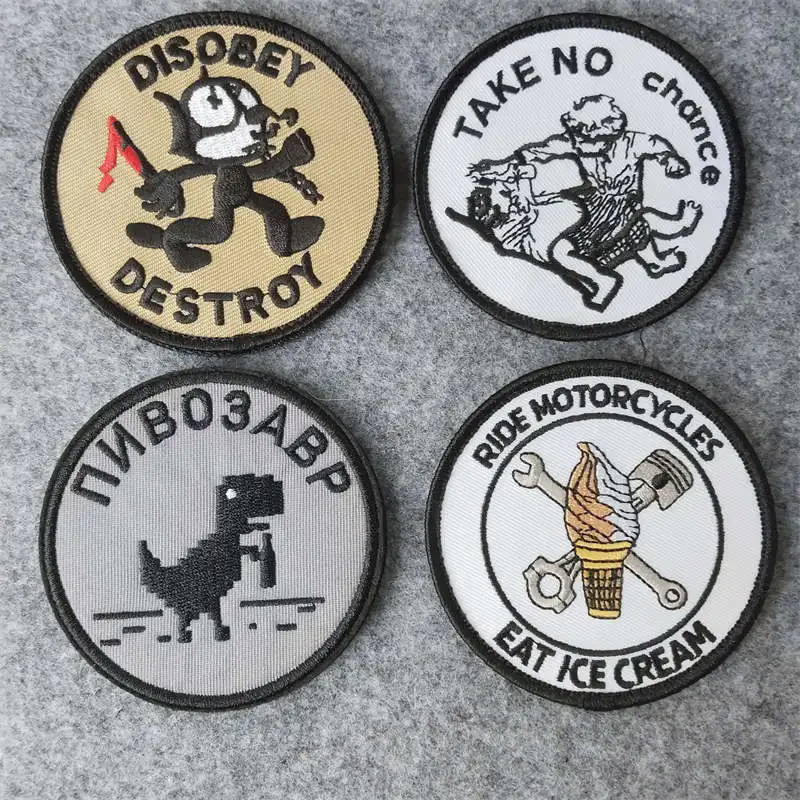 DISOBEY
DESTROY
TAKE NO chance
ПИВОЗАВР
RIDE MOTORCYCLES
EAT ICE CREAM